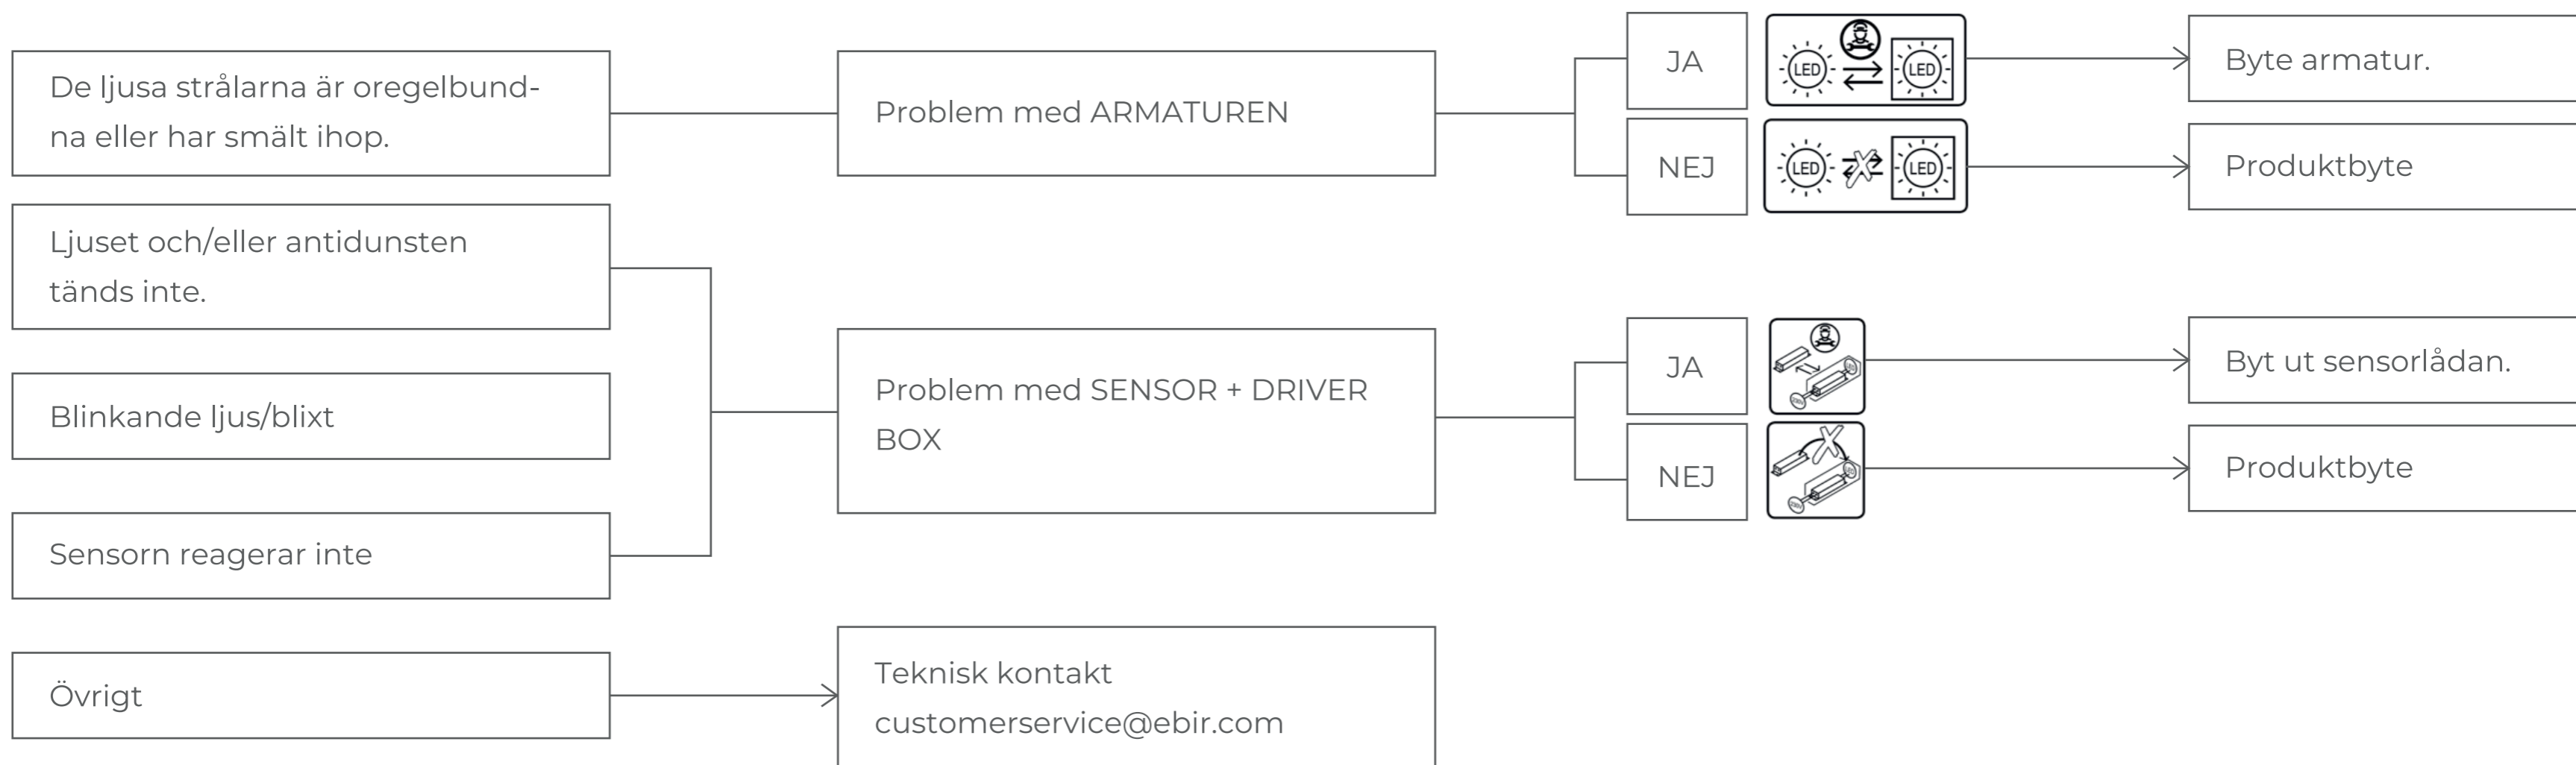 De ljusa strålarna är oregelbund-
na eller har smält ihop.
Problem med ARMATUREN
JA
LED
LED
Byte armatur.
NEJ
LED
LED
Produktbyte
Ljuset och/eller antidunsten
tänds inte.
Blinkande ljus/blixt
Sensorn reagerar inte
Problem med SENSOR + DRIVER
BOX
JA
Byt ut sensorlådan.
NEJ
Produktbyte
Övrigt
Teknisk kontakt
customerservice@ebir.com